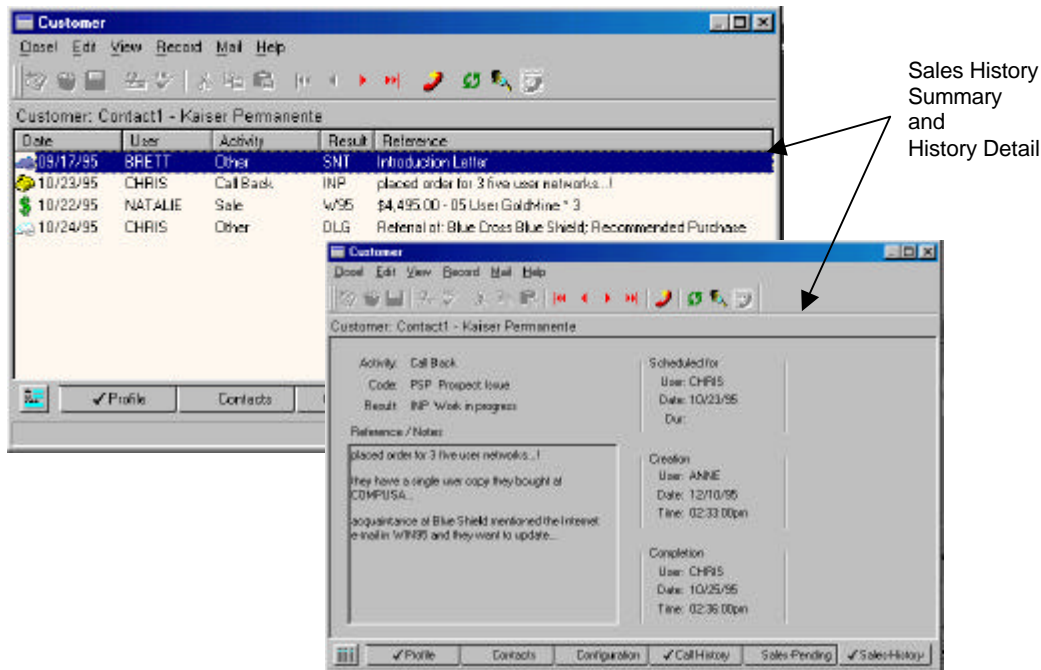 Customer
Close! Edit View Record Mail Help
Customer: Contact1 - Kaiser Permanente
Date User Activity Result Reference
09/17/95 BRETT Other SNT Introduction Letter
10/23/95 CHRIS Call Back INP placed order for 3 five user networks...!
10/22/95 NATALIE Sale W95 $4,495.00 - 05 User GoldMine * 3
10/24/95 CHRIS Other DLG Referral of: Blue Cross Blue Shield; Recommended Purchase
✓Profile Contacts
Sales History
Summary
and
History Detail
Customer
Close! Edit View Record Mail Help
Customer: Contact1 - Kaiser Permanente
Activity: Call Back
Code: PSP Prospect Issue
Result: INP Work in progress
Reference / Notes:
placed order for 3 five user networks...!
they have a single user copy they bought at
COMPUSA...
acquaintance at Blue Shield mentioned the Internet
e-mail in WIN95 and they want to update...
Scheduled for
User: CHRIS
Date: 10/23/95
Dur:
Creation
User: ANNE
Date: 12/10/95
Time: 02:33:00pm
Completion
User: CHRIS
Date: 10/25/95
Time: 02:36:00pm
✓Profile Contacts Configuration ✓Call-History Sales-Pending ✓Sales-History